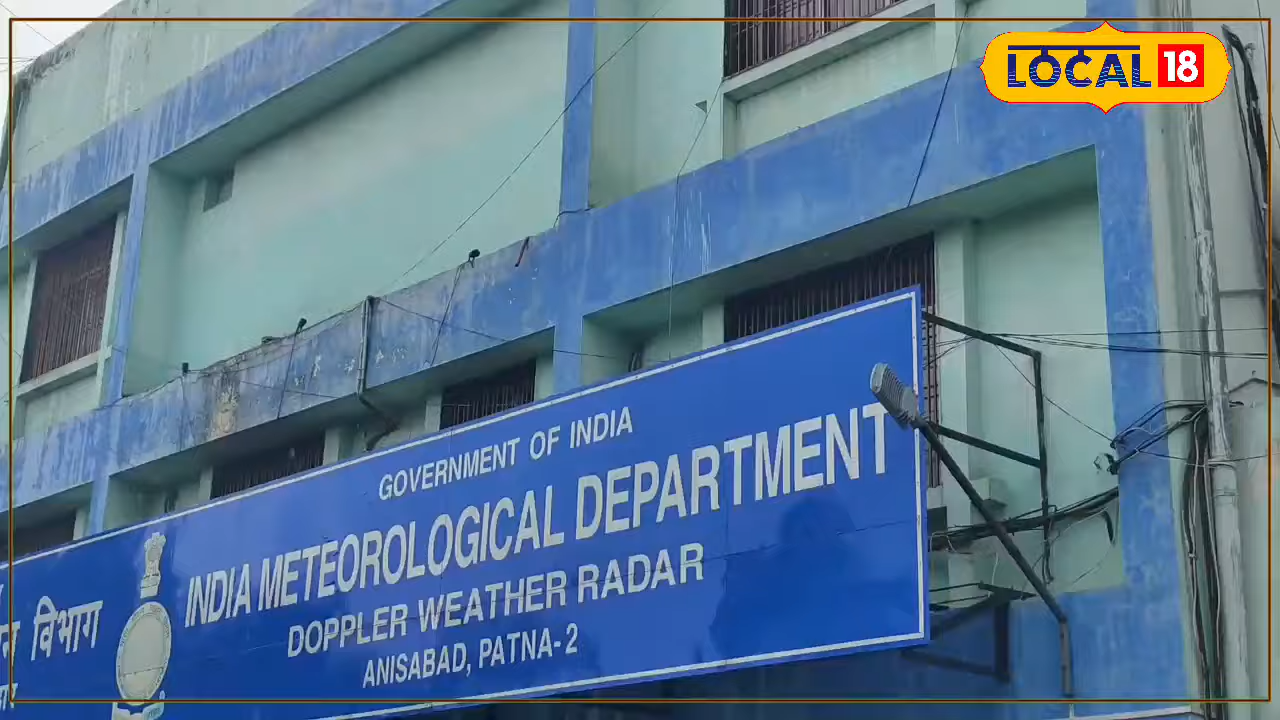 LOCAL 18
GOVERNMENT OF INDIA
INDIA METEOROLOGICAL DEPARTMENT
DOPPLER WEATHER RADAR
ANISABAD, PATNA-2
विभाग